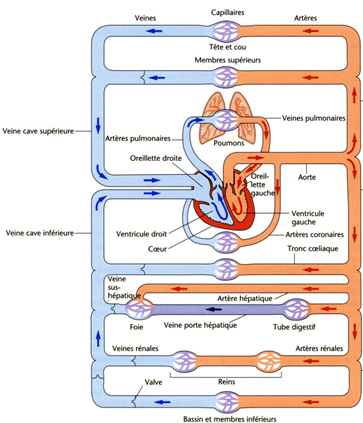 Capillaires
Veines
Artères
Tête et cou
Membres supérieurs
Veines pulmonaires
Veine cave supérieure
Artères pulmonaires
Poumons
Oreillette droite
Oreil-
lette
gauche
Aorte
Ventricule
gauche
Veine cave inférieure
Ventricule droit
Artères coronaires
Cœur
Tronc cœliaque
Veine
sus-
hépatique
Artère hépatique
Foie
Veine porte hépatique
Tube digestif
Veines rénales
Artères rénales
Valve
Reins
Bassin et membres inférieurs